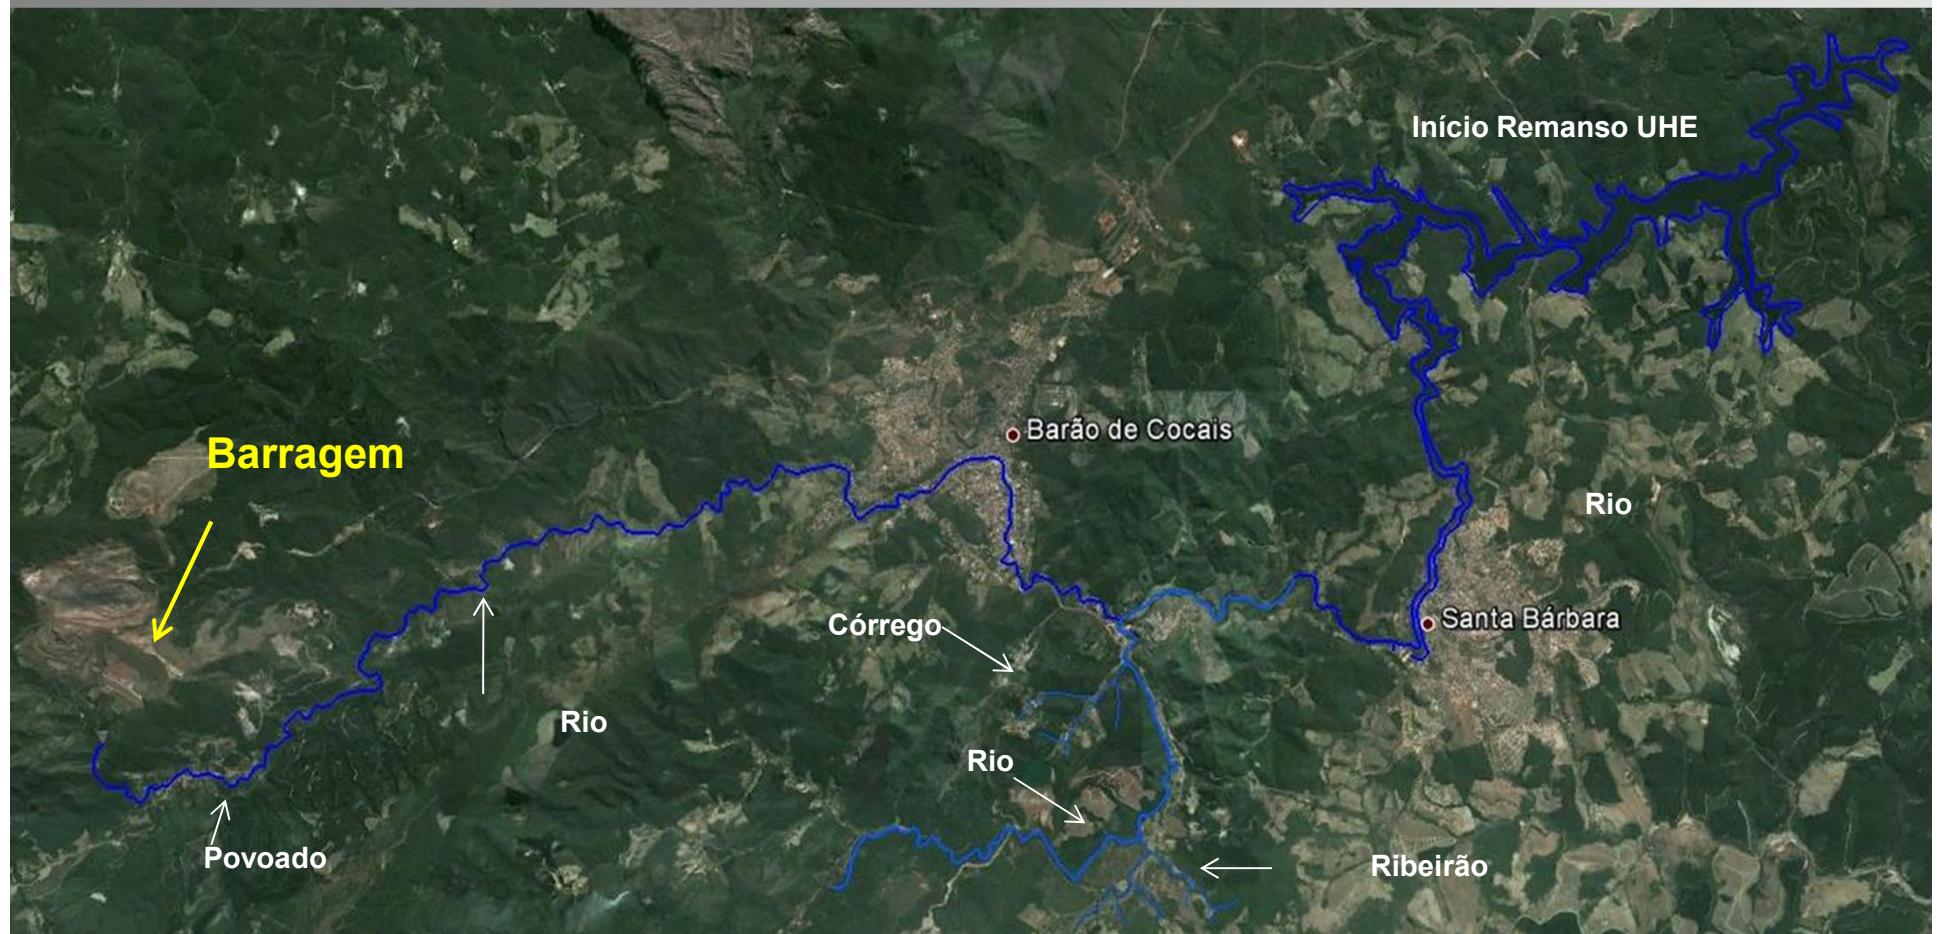 Início Remanso UHE
Barão de Cocais
Barragem
Rio
Santa Bárbara
Córrego
Rio
Rio
Povoado
Ribeirão